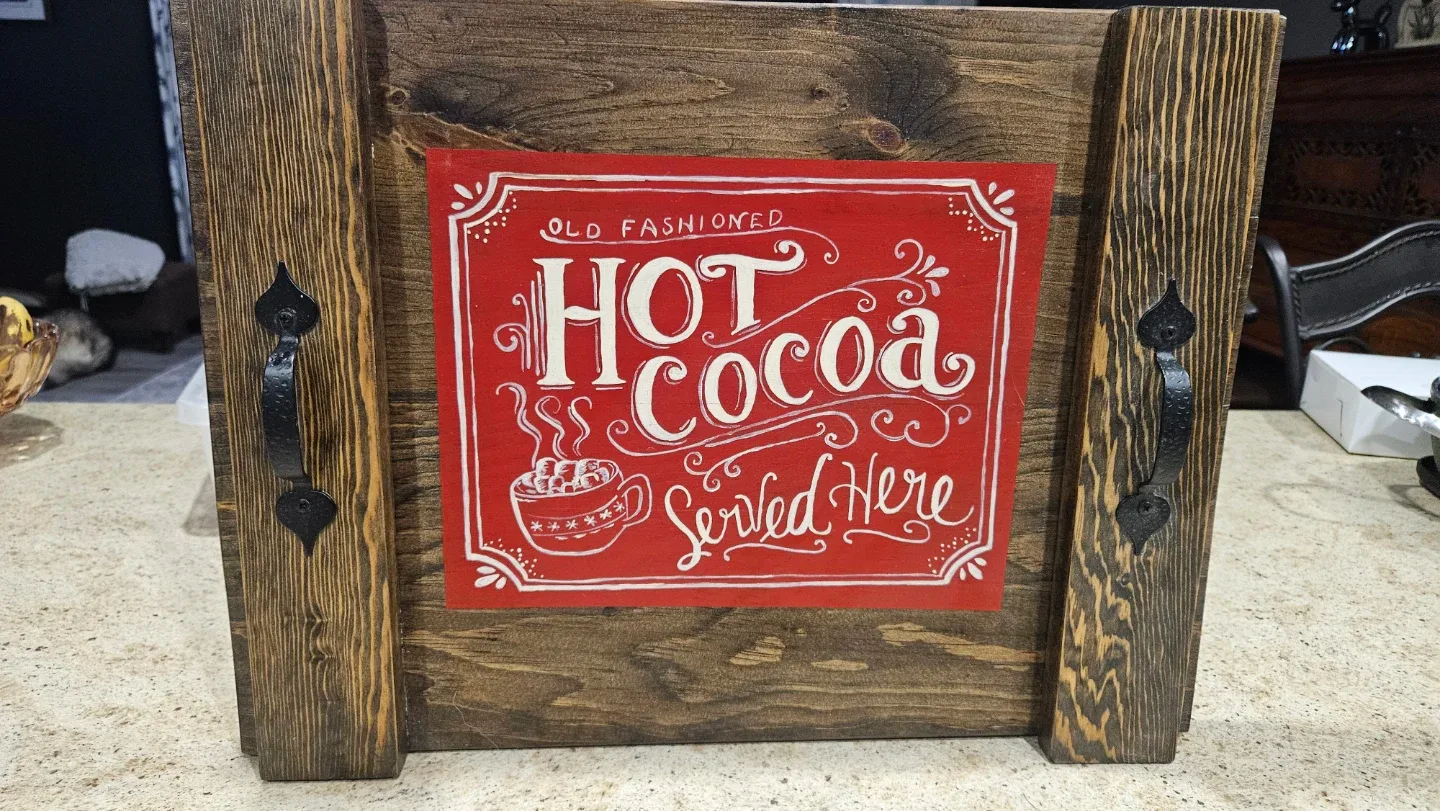 OLD FASHIONED
HOT
cocoa
Served Here